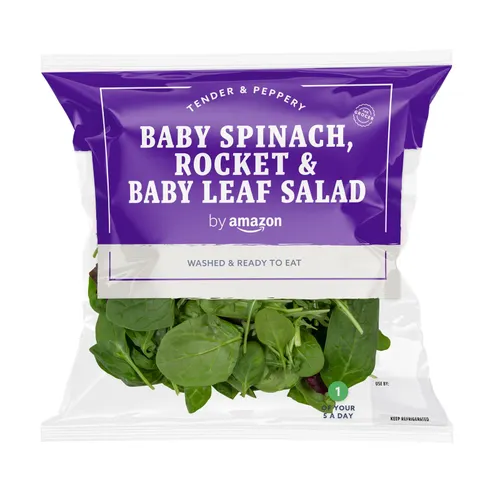 TENDER & PEPPERY
BABY SPINACH,
ROCKET &
BABY LEAF SALAD
by amazon
WASHED & READY TO EAT
1
OF YOUR
5 A DAY
USE BY:
KEEP REFRIGERATED